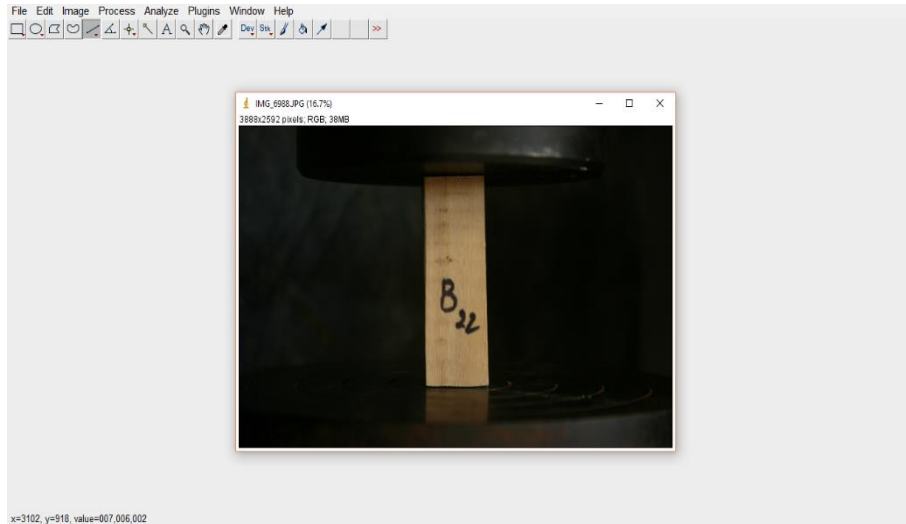 File Edit Image Process Analyze Plugins Window Help
A Dev Stk >>
IMG_6988.JPG (16.7%)
3888x2592 pixels; RGB; 38MB
B
22
x=3102, y=918, value=007,006,002